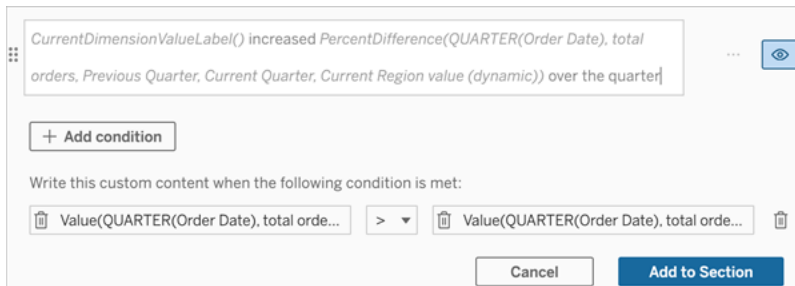 CurrentDimensionValueLabel() increased PercentDifference(QUARTER(Order Date), total
orders, Previous Quarter, Current Quarter, Current Region value (dynamic)) over the quarter
...
+ Add condition
Write this custom content when the following condition is met:
Value(QUARTER(Order Date), total orde... > Value(QUARTER(Order Date), total orde...
Cancel Add to Section